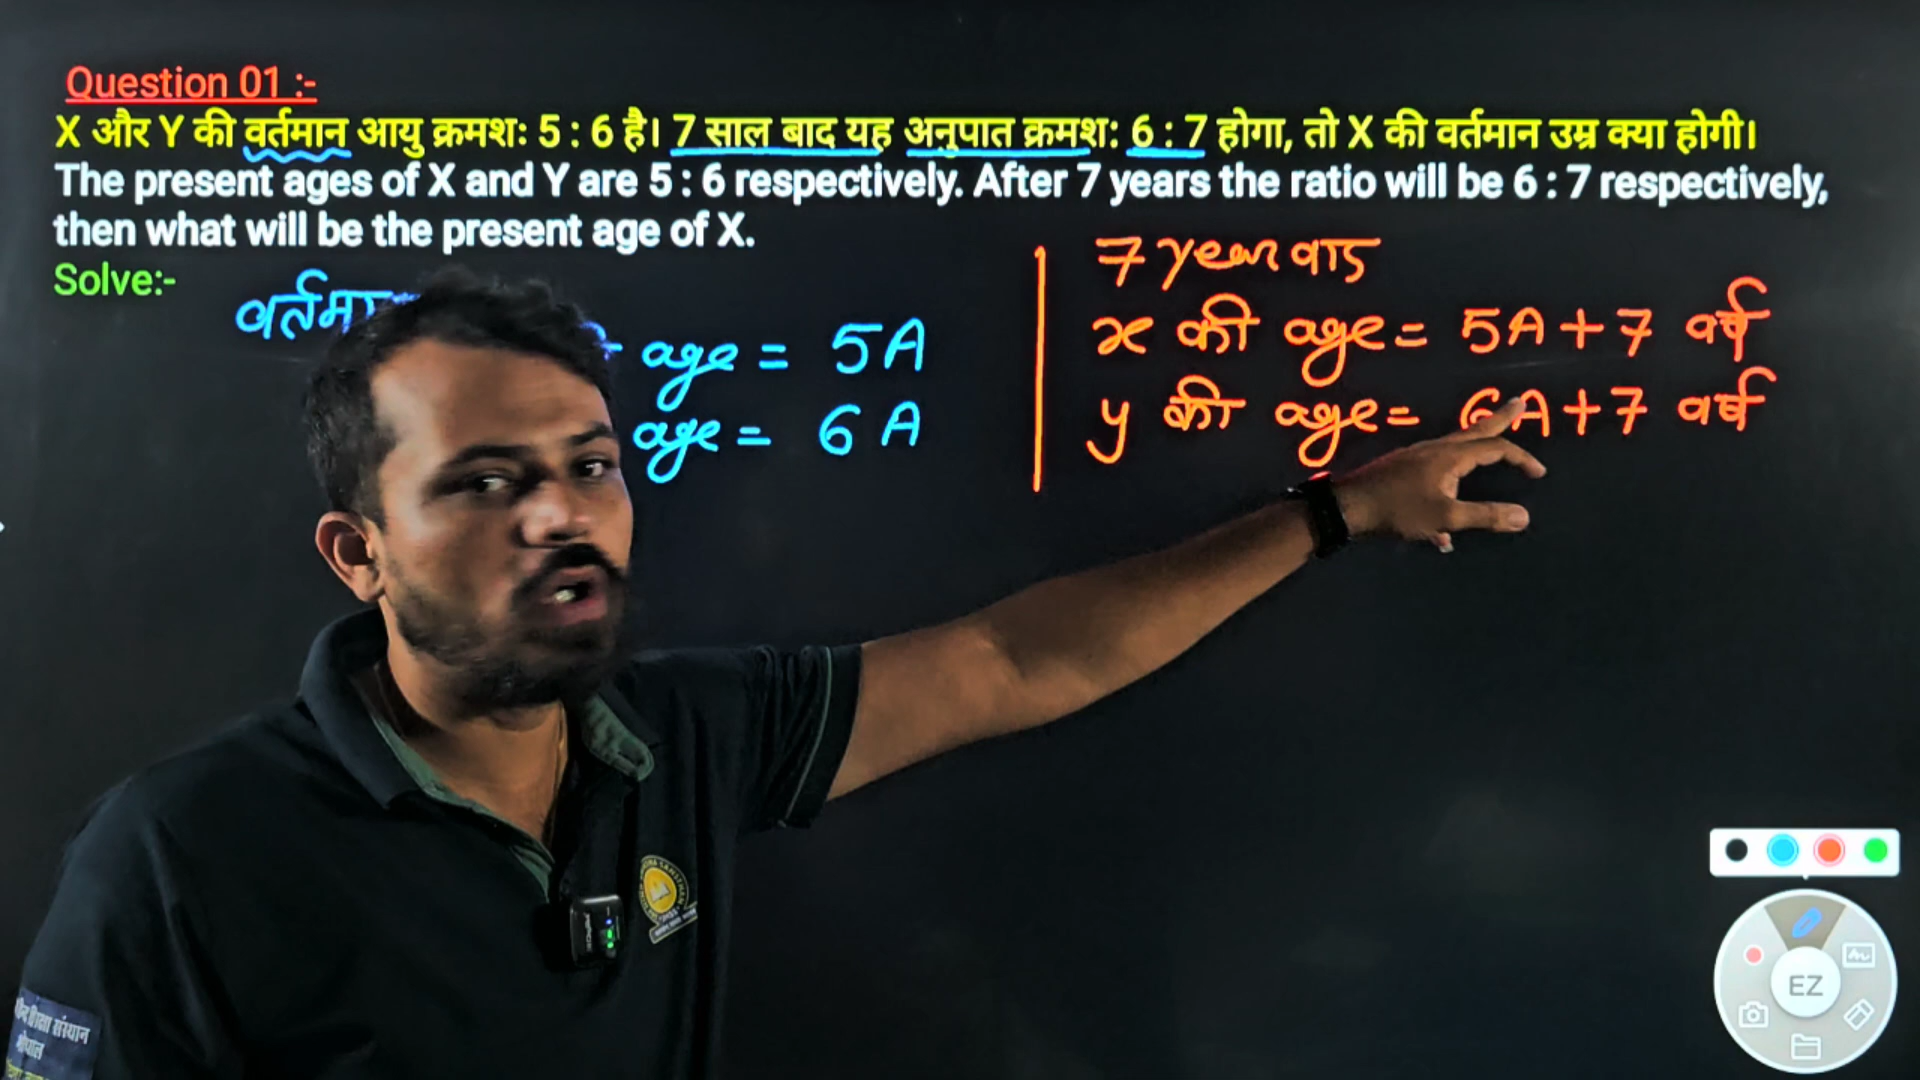 Question 01 :-
X और Y की वर्तमान आयु क्रमशः 5 : 6 है। 7 साल बाद यह अनुपात क्रमश: 6 : 7 होगा, तो X की वर्तमान उम्र क्या होगी।
The present ages of X and Y are 5 : 6 respectively. After 7 years the ratio will be 6 : 7 respectively,
then what will be the present age of X.
Solve:-
age = 5A
age = 6A
7 year बाद
x की age = 5A+7 वर्ष
y की age = 6A+7 वर्ष
EZ
संस्थान